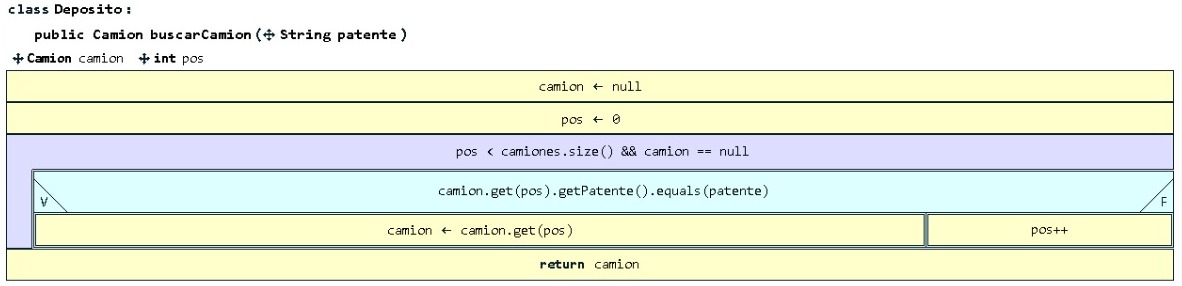 class Deposito:
public Camion buscarCamion(✢ String patente)
✢ Camion camion ✢ int pos
camion ← null
pos ← 0
pos < camiones.size() && camion == null
camion.get(pos).getPatente().equals(patente)
V F
camion ← camion.get(pos) pos++
return camion